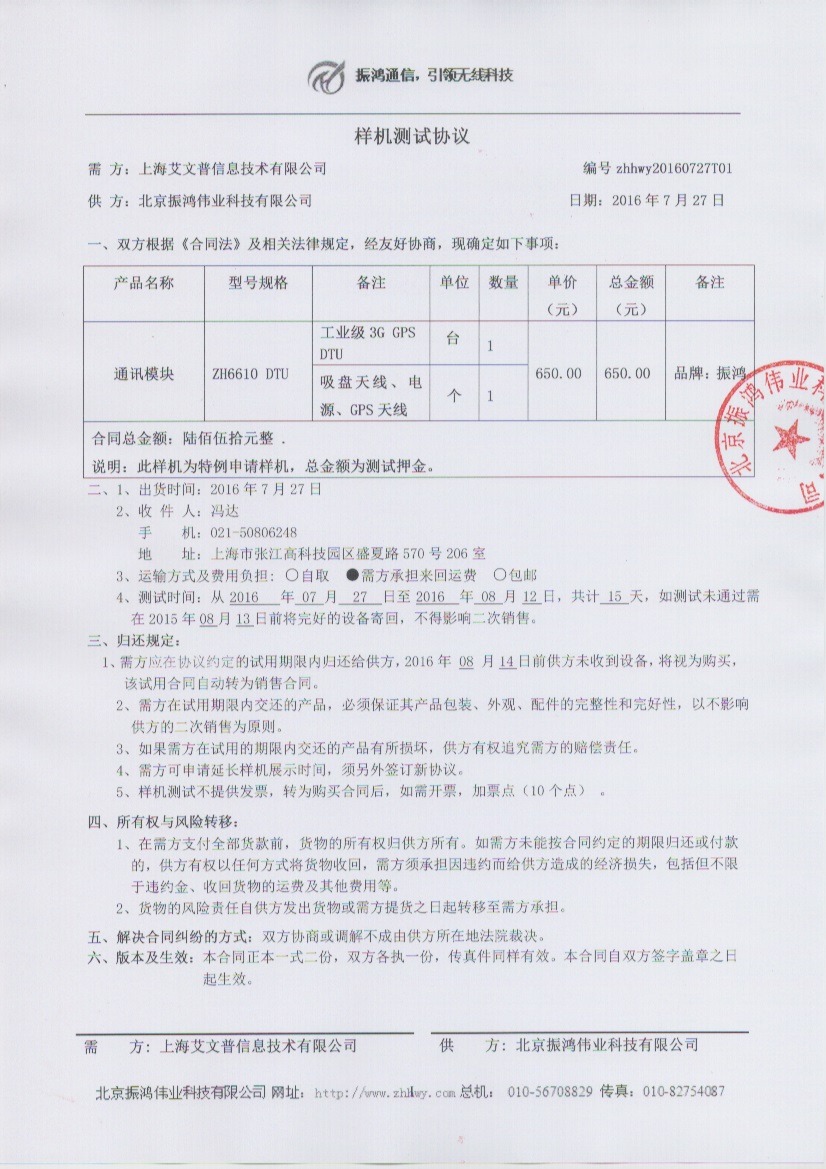 振鸿通信，引领无线科技
样机测试协议
需 方：上海艾文普信息技术有限公司 编号 zhhwy20160727T01
供 方：北京振鸿伟业科技有限公司 日期：2016 年 7 月 27 日
一、双方根据《合同法》及相关法律规定，经友好协商，现确定如下事项：
产品名称 型号规格 备注 单位 数量 单价（元） 总金额（元） 备注
通讯模块 ZH6610 DTU 工业级 3G GPS DTU 台 1 650.00 650.00 品牌：振鸿
吸盘天线、电源、GPS 天线 个 1
合同总金额：陆佰伍拾元整 .
说明：此样机为特例申请样机，总金额为测试押金。
二、1、出货时间：2016 年 7 月 27 日
2、收 件 人：冯达
手 机：021-50806248
地 址：上海市张江高科技园区盛夏路 570 号 206 室
3、运输方式及费用负担：○自取 ●需方承担来回运费 ○包邮
4、测试时间：从 2016 年 07 月 27 日至 2016 年 08 月 12 日，共计 15 天，如测试未通过需
在 2015 年 08 月 13 日前将完好的设备寄回，不得影响二次销售。
三、归还规定：
1、需方应在协议约定的试用期限内归还给供方，2016 年 08 月 14 日前供方未收到设备，将视为购买，
该试用合同自动转为销售合同。
2、需方在试用期限内交还的产品，必须保证其产品包装、外观、配件的完整性和完好性，以不影响
供方的二次销售为原则。
3、如果需方在试用的期限内交还的产品有所损坏，供方有权追究需方的赔偿责任。
4、需方可申请延长样机展示时间，须另外签订新协议。
5、样机测试不提供发票，转为购买合同后，如需开票，加票点（10 个点） 。
四、所有权与风险转移：
1、在需方支付全部货款前，货物的所有权归供方所有。如需方未能按合同约定的期限归还或付款
的，供方有权以任何方式将货物收回，需方须承担因违约而给供方造成的经济损失，包括但不限
于违约金、收回货物的运费及其他费用等。
2、货物的风险责任自供方发出货物或需方提货之日起转移至需方承担。
五、解决合同纠纷的方式：双方协商或调解不成由供方所在地法院裁决。
六、版本及生效：本合同正本一式二份，双方各执一份，传真件同样有效。本合同自双方签字盖章之日
起生效。
需 方：上海艾文普信息技术有限公司 供 方：北京振鸿伟业科技有限公司
北京振鸿伟业科技有限公司 网址：http://www.zhhwy.com 总机： 010-56708829 传真：010-82754087
北京振鸿伟业科
司